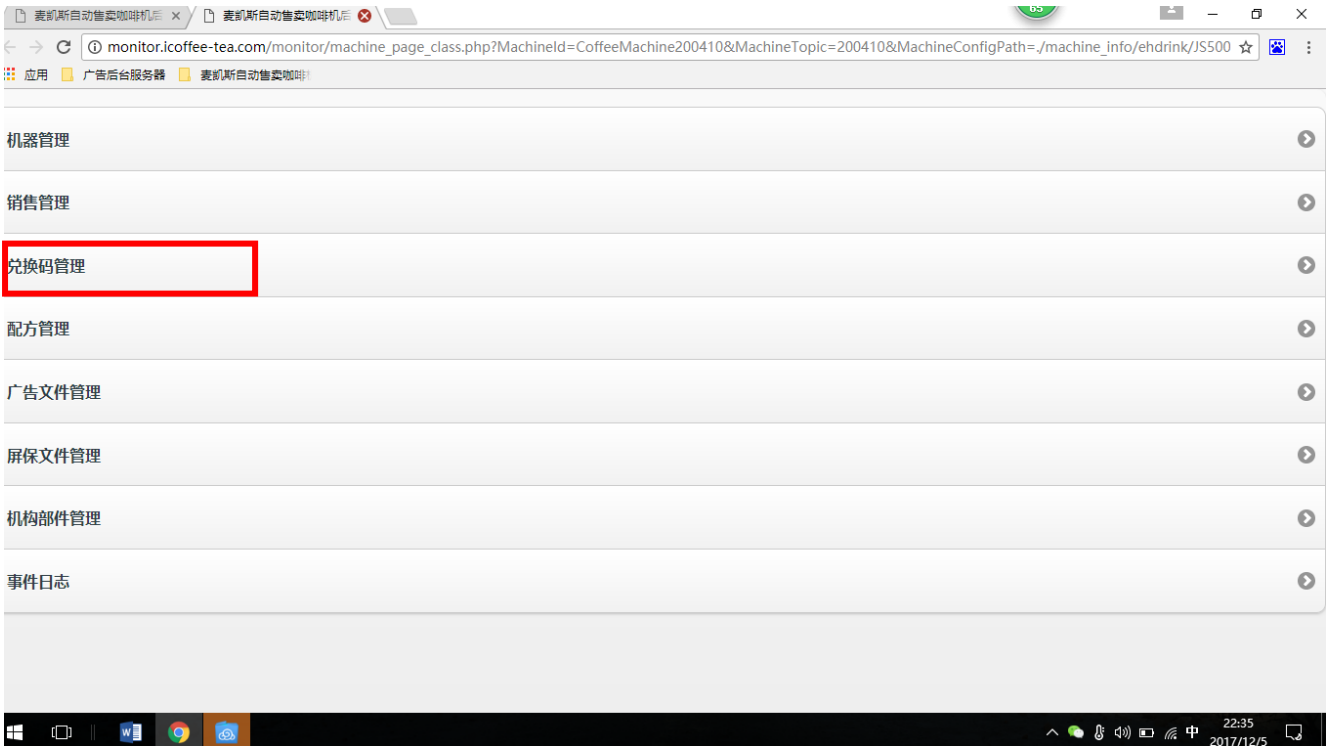 麦凯斯自动售卖咖啡机后
麦凯斯自动售卖咖啡机后
65
monitor.icoffee-tea.com/monitor/machine_page_class.php?MachineId=CoffeeMachine200410&MachineTopic=200410&MachineConfigPath=./machine_info/ehdrink/JS500
应用
广告后台服务器
麦凯斯自动售卖咖啡
机器管理
销售管理
兑换码管理
配方管理
广告文件管理
屏保文件管理
机构部件管理
事件日志
中
22:35
2017/12/5